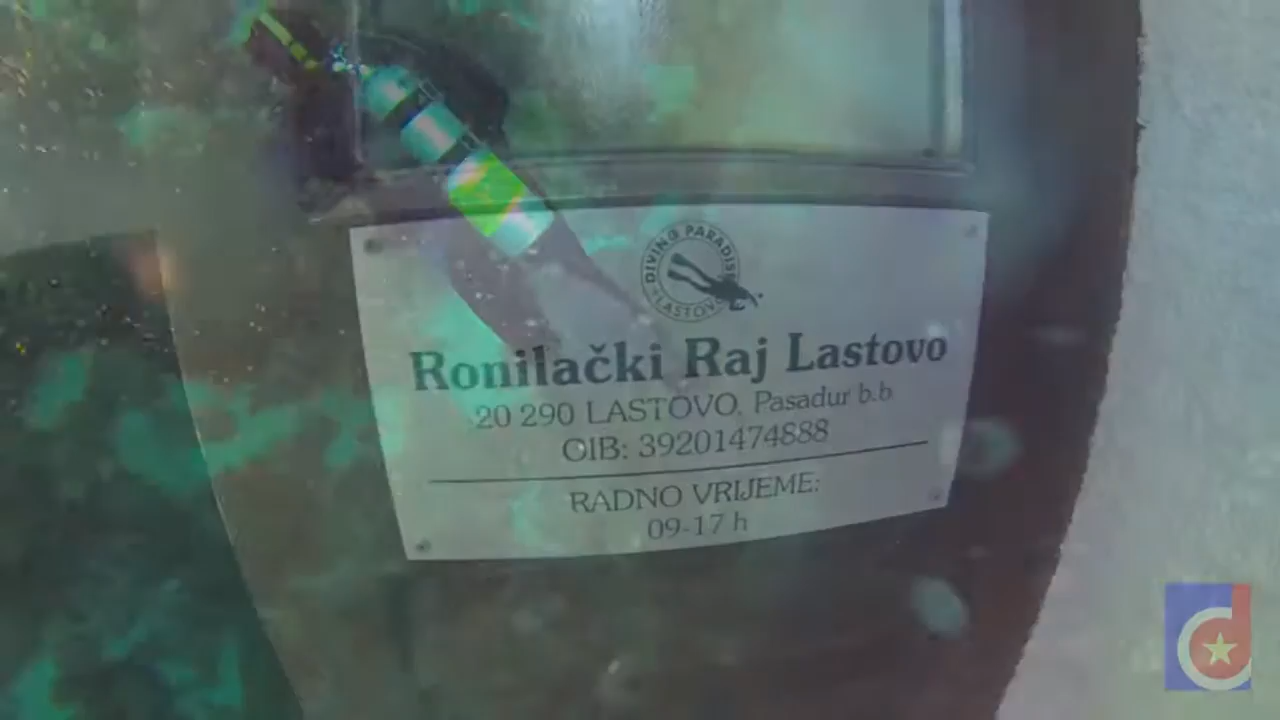 DIVING PARADISE
LASTOVO
Ronilački Raj Lastovo
20 290 LASTOVO, Pasadur b.b
OIB: 39201474888
RADNO VRIJEME:
09-17 h